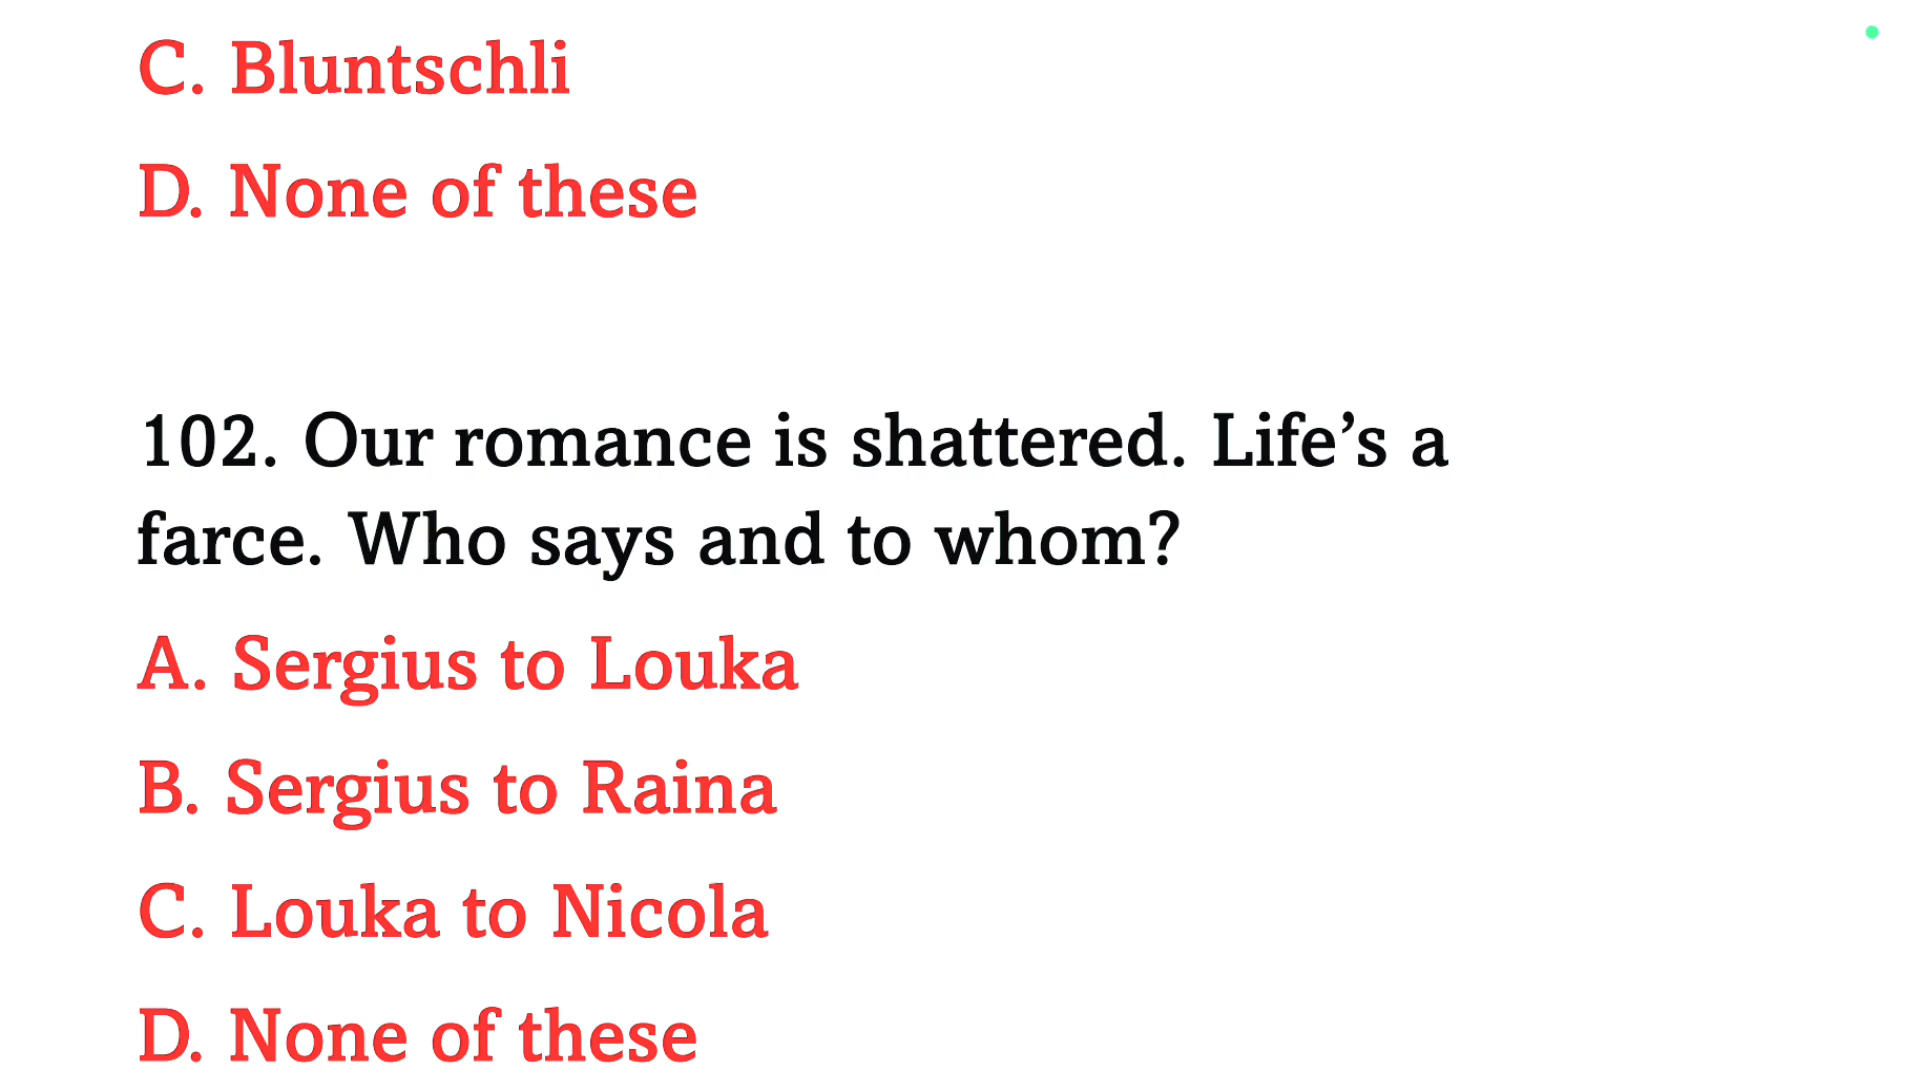 C. Bluntschli
D. None of these
102. Our romance is shattered. Life’s a
farce. Who says and to whom?
A. Sergius to Louka
B. Sergius to Raina
C. Louka to Nicola
D. None of these